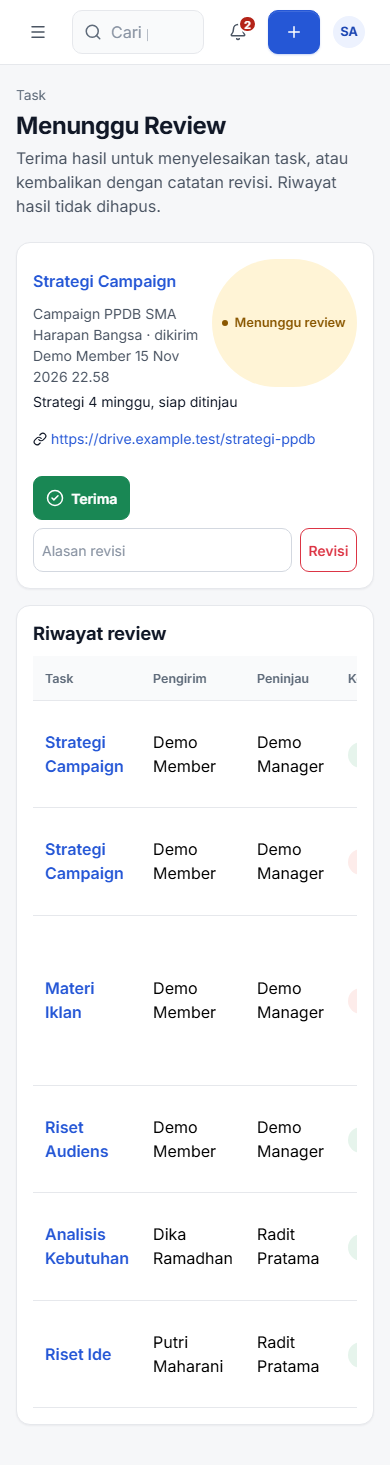 Cari
2
SA
Task
Menunggu Review
Terima hasil untuk menyelesaikan task, atau
kembalikan dengan catatan revisi. Riwayat
hasil tidak dihapus.
Strategi Campaign
Menunggu review
Campaign PPDB SMA
Harapan Bangsa · dikirim
Demo Member 15 Nov
2026 22.58
Strategi 4 minggu, siap ditinjau
https://drive.example.test/strategi-ppdb
Terima
Alasan revisi
Revisi
Riwayat review
Task Pengirim Peninjau K
Strategi Demo Demo
Campaign Member Manager
Strategi Demo Demo
Campaign Member Manager
Materi Demo Demo
Iklan Member Manager
Riset Demo Demo
Audiens Member Manager
Analisis Dika Radit
Kebutuhan Ramadhan Pratama
Riset Ide Putri Radit
Maharani Pratama